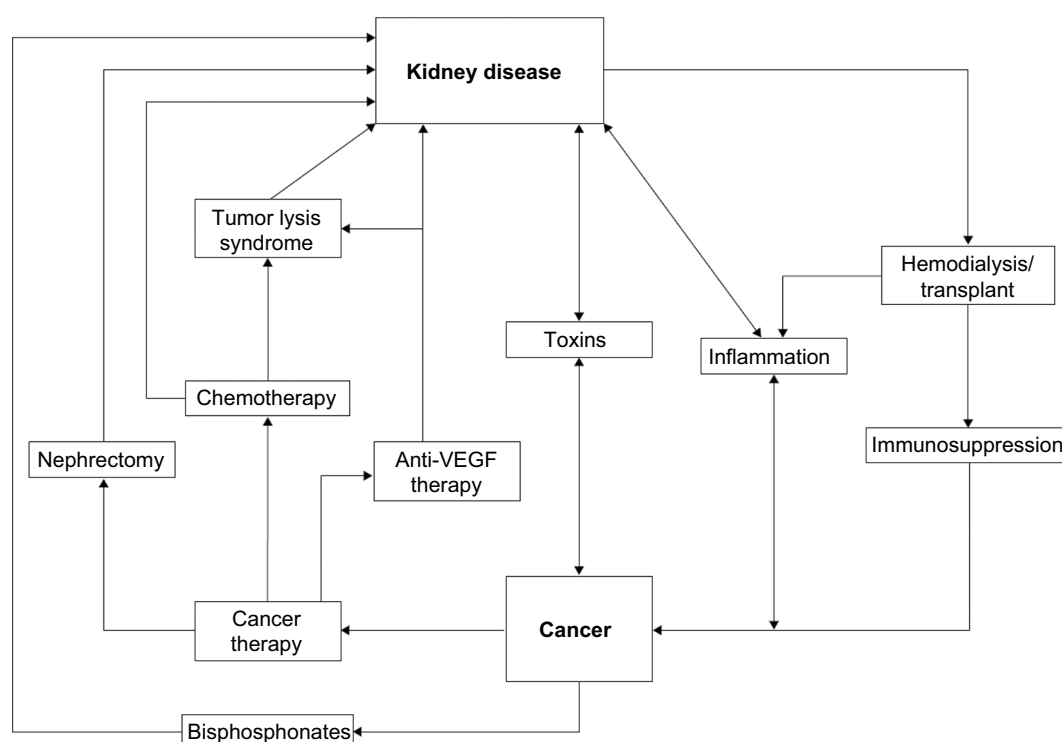 Kidney disease
Tumor lysis
syndrome
Hemodialysis/
transplant
Toxins
Inflammation
Chemotherapy
Nephrectomy
Anti-VEGF
therapy
Immunosuppression
Cancer
therapy
Cancer
Bisphosphonates